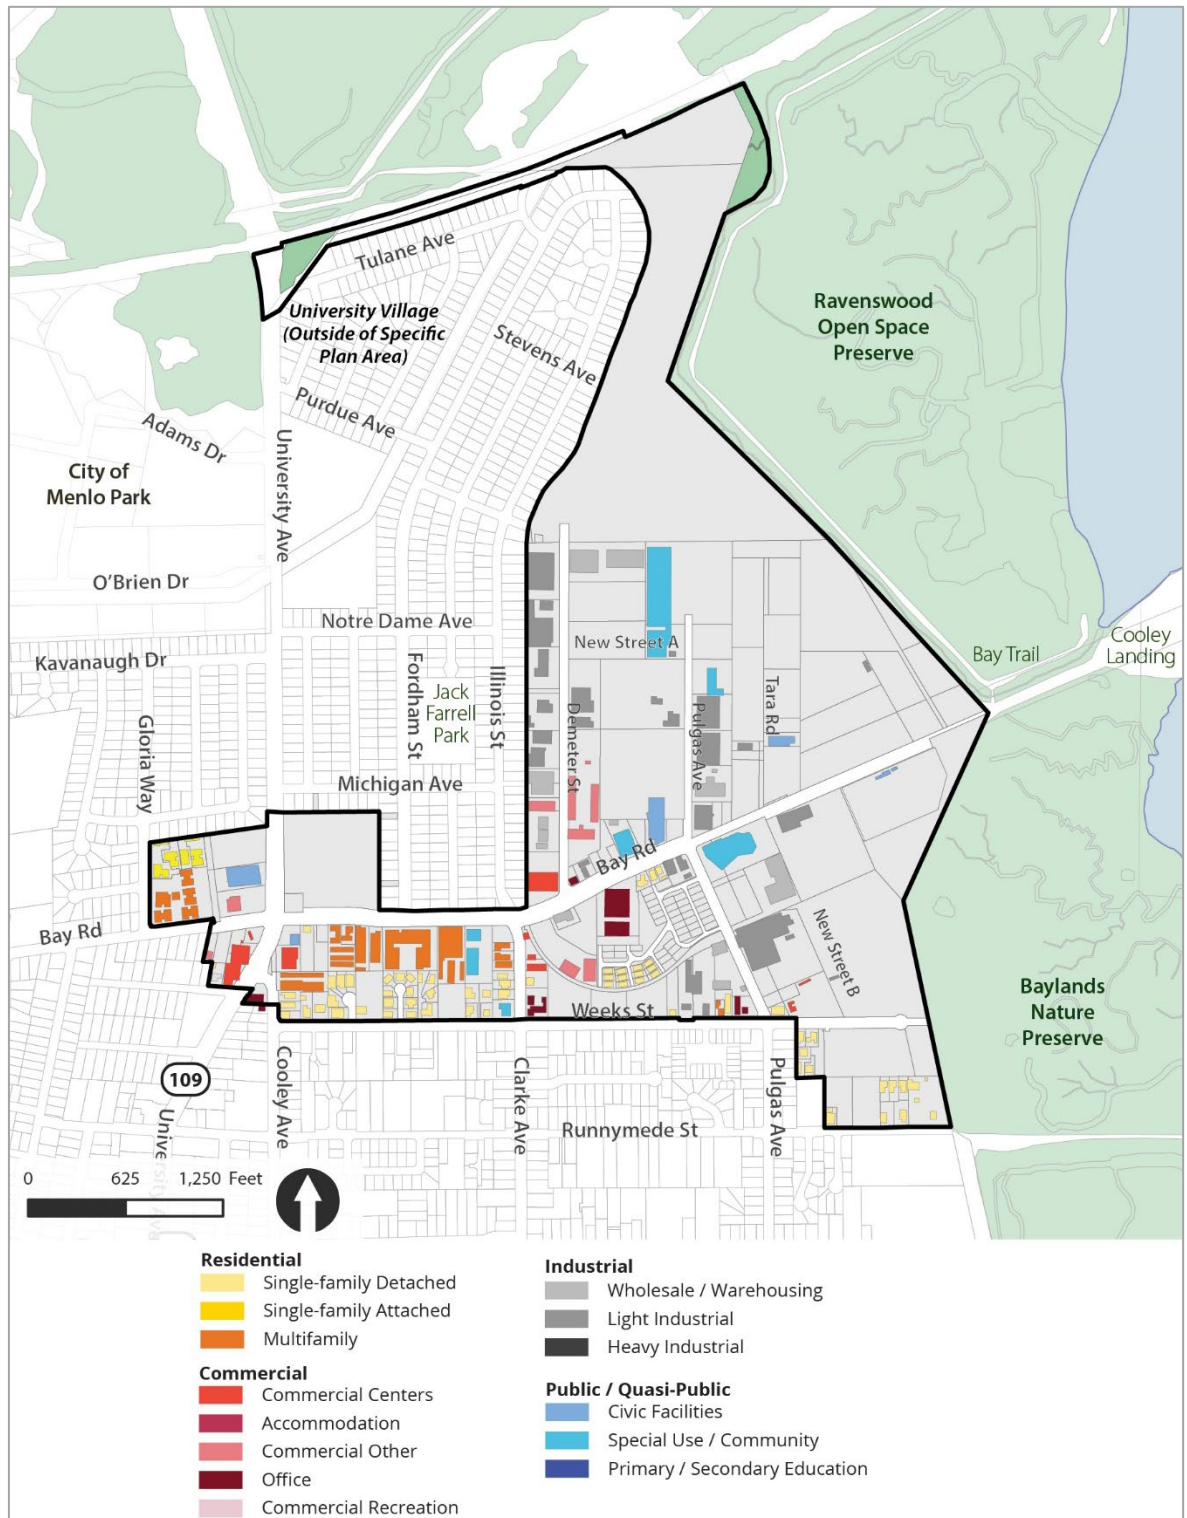 Tulane Ave
University Village
(Outside of Specific
Plan Area)
Ravenswood
Open Space
Preserve
Stevens Ave
Purdue Ave
Adams Dr
University Ave
City of
Menlo Park
O'Brien Dr
Notre Dame Ave
New Street A
Kavanaugh Dr
Bay Trail
Cooley
Landing
Fordham St
Jack
Farrell
Park
Illinois St
Demeter St
Pulgas Ave
Tara Rd
Gloria Way
Michigan Ave
Bay Rd
Bay Rd
New Street B
Weeks St
Baylands
Nature
Preserve
109
University Av
Cooley Ave
Clarke Ave
Pulgas Ave
Runnymede St
0 625 1,250 Feet
Residential
Single-family Detached
Single-family Attached
Multifamily
Commercial
Commercial Centers
Accommodation
Commercial Other
Office
Commercial Recreation
Industrial
Wholesale / Warehousing
Light Industrial
Heavy Industrial
Public / Quasi-Public
Civic Facilities
Special Use / Community
Primary / Secondary Education